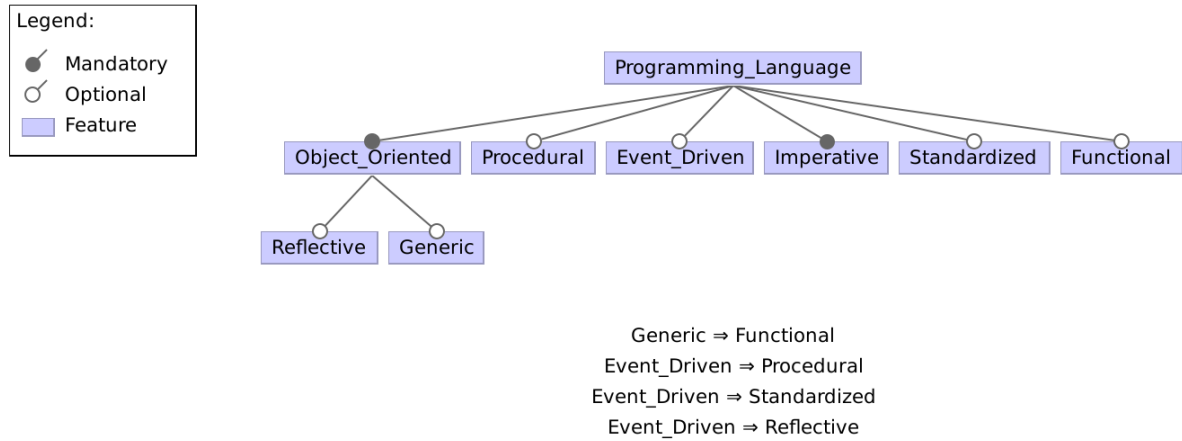 Legend:
Mandatory
Optional
Feature
Programming_Language
Object_Oriented Procedural Event_Driven Imperative Standardized Functional
Reflective Generic
Generic ⇒ Functional
Event_Driven ⇒ Procedural
Event_Driven ⇒ Standardized
Event_Driven ⇒ Reflective